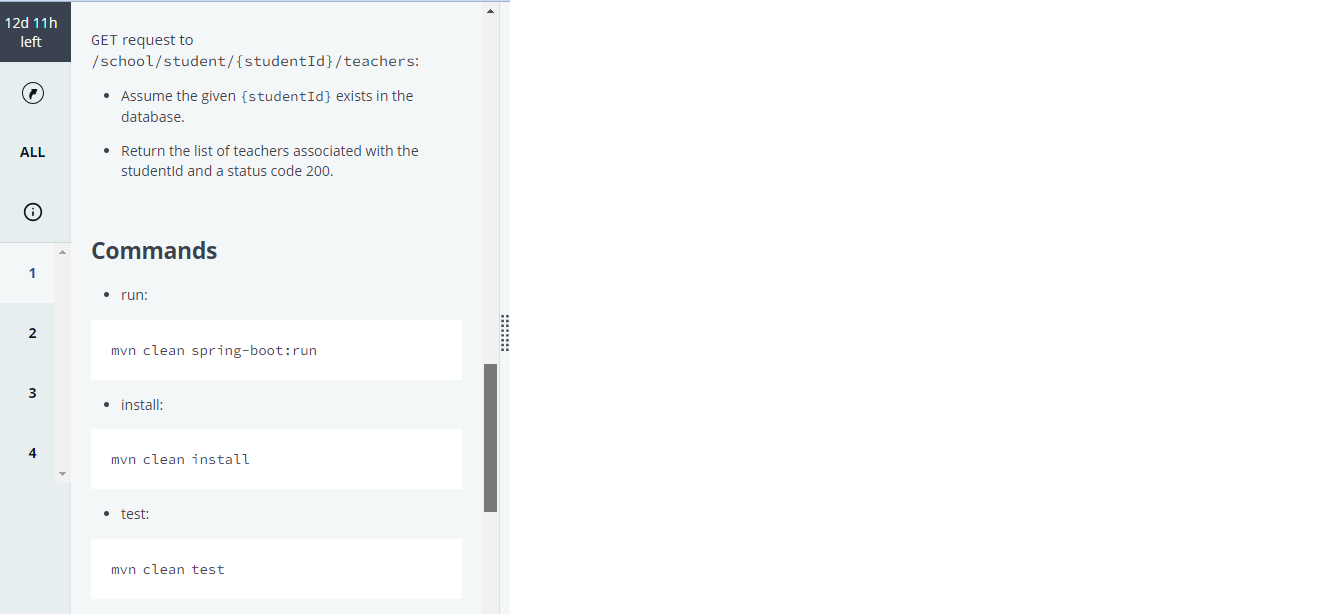 12d 11h
left
ALL
1
2
3
4
GET request to
/school/student/{studentId}/teachers:
• Assume the given {studentId} exists in the
database.
• Return the list of teachers associated with the
studentId and a status code 200.
Commands
• run:
mvn clean spring-boot:run
• install:
mvn clean install
• test:
mvn clean test